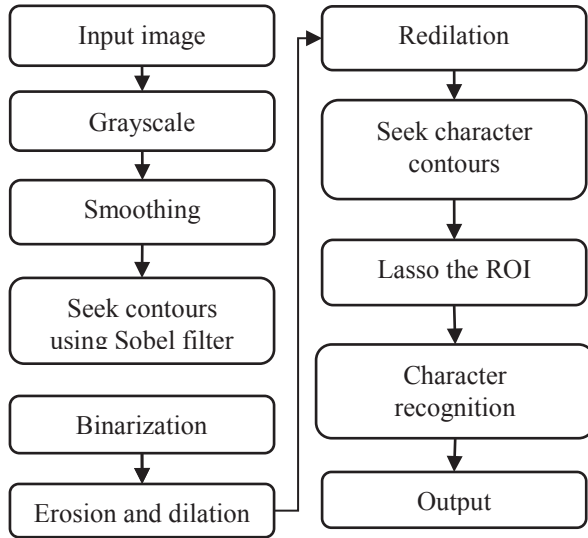 Input image
Grayscale
Smoothing
Seek contours
using Sobel filter
Binarization
Erosion and dilation
Redilation
Seek character
contours
Lasso the ROI
Character
recognition
Output